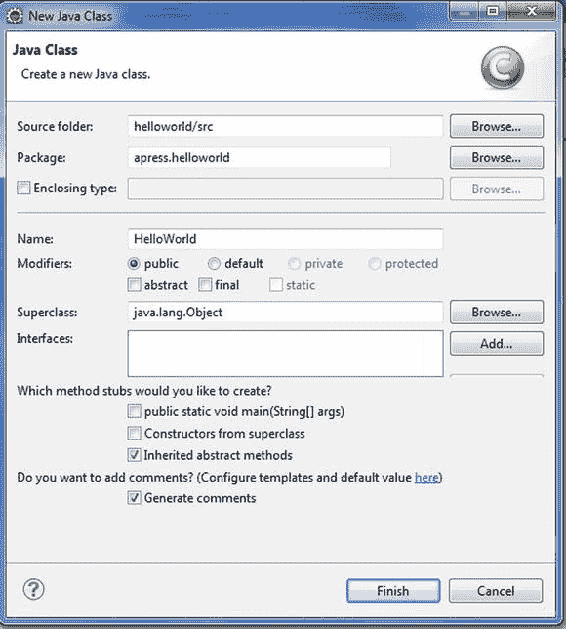 New Java Class
Java Class
Create a new Java class.
Source folder: helloworld/src Browse...
Package: apress.helloworld Browse...
Enclosing type: Browse...
Name: HelloWorld
Modifiers: public default private protected
abstract final static
Superclass: java.lang.Object Browse...
Interfaces: Add...
Which method stubs would you like to create?
public static void main(String[] args)
Constructors from superclass
Inherited abstract methods
Do you want to add comments? (Configure templates and default value here)
Generate comments
? Finish Cancel